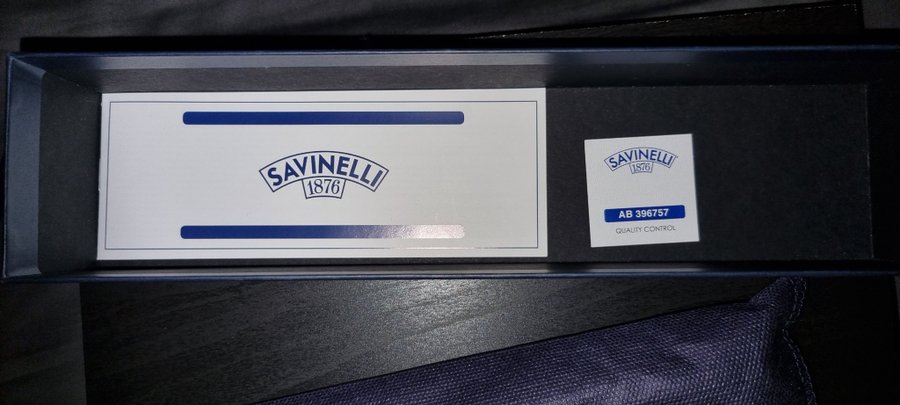 SAVINELLI
1876
SAVINELLI
1876
AB 396757
QUALITY CONTROL